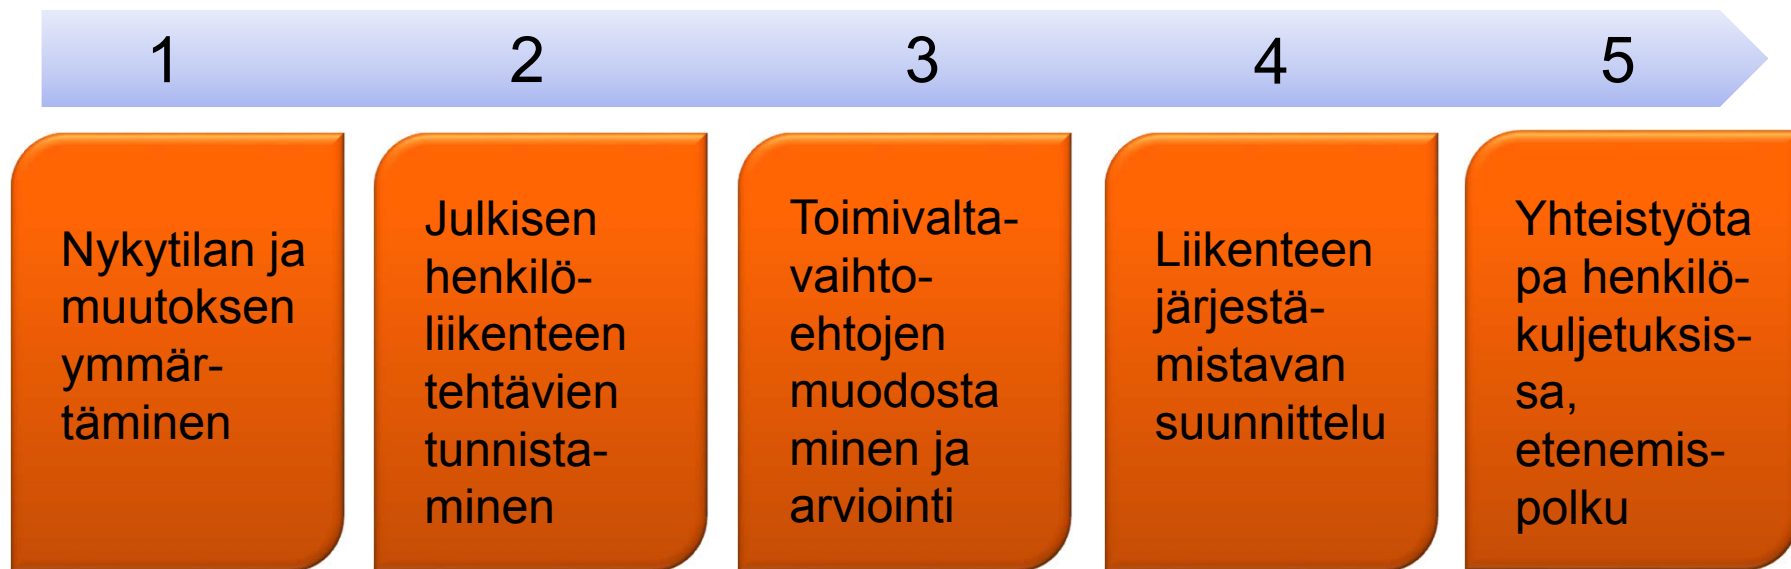 1 2 3 4 5
Nykytilan ja
muutoksen
ymmär-
täminen
Julkisen
henkilö-
liikenteen
tehtävien
tunnista-
minen
Toimivalta-
vaihto-
ehtojen
muodosta
minen ja
arviointi
Liikenteen
järjestä-
mistavan
suunnittelu
Yhteistyöta
pa henkilö-
kuljetuksis-
sa,
etenemis-
polku